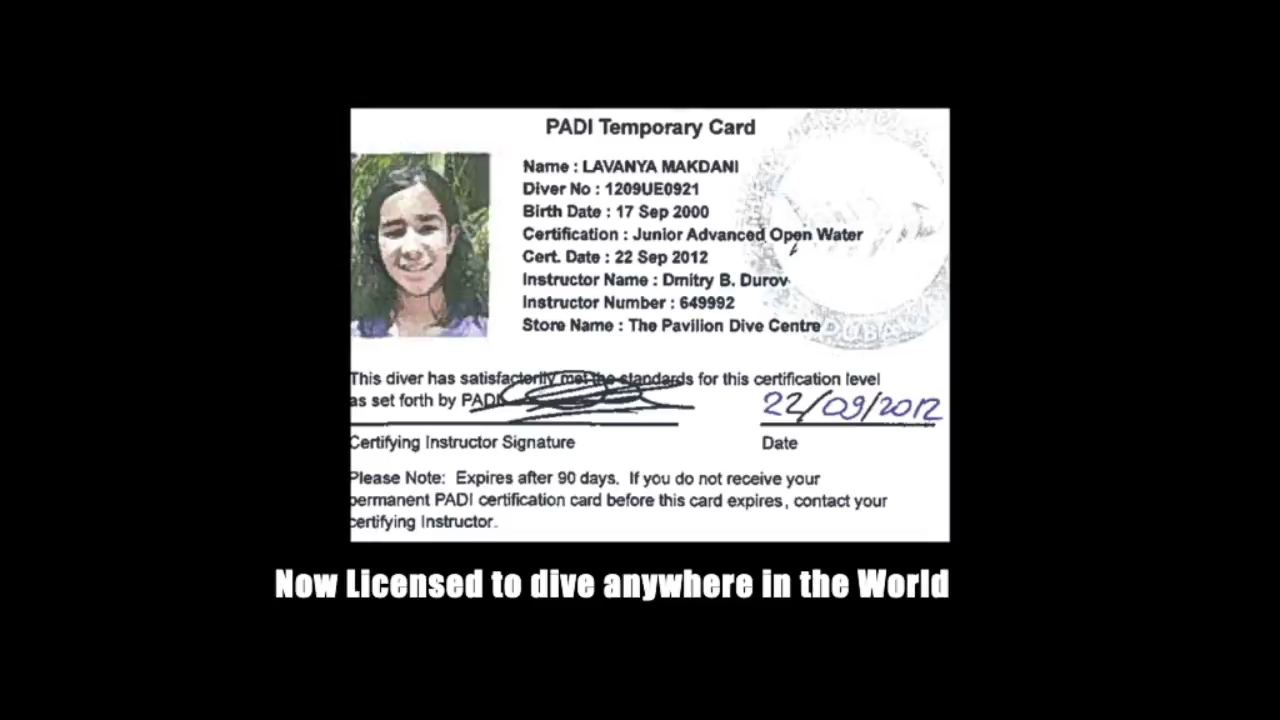 PADI Temporary Card
Name : LAVANYA MAKDANI
Diver No : 1209UE0921
Birth Date : 17 Sep 2000
Certification : Junior Advanced Open Water
Cert. Date : 22 Sep 2012
Instructor Name : Dmitry B. Durov
Instructor Number : 649992
Store Name : The Pavilion Dive Centre
DUBAI
This diver has satisfactorily met the standards for this certification level
as set forth by PADI
22/09/2012
Certifying Instructor Signature
Date
Please Note: Expires after 90 days. If you do not receive your
permanent PADI certification card before this card expires, contact your
certifying Instructor.
Now Licensed to dive anywhere in the World